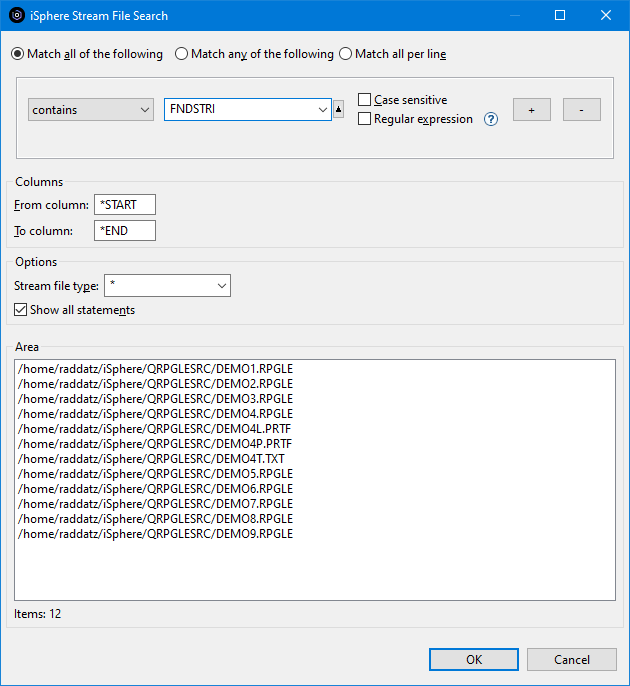 iSphere Stream File Search
Match all of the following Match any of the following Match all per line
contains FNDSTRI Case sensitive
Regular expression ? + -
Columns
From column: *START
To column: *END
Options
Stream file type: *
Show all statements
Area
/home/raddatz/iSphere/QRPGLESRC/DEMO1.RPGLE
/home/raddatz/iSphere/QRPGLESRC/DEMO2.RPGLE
/home/raddatz/iSphere/QRPGLESRC/DEMO3.RPGLE
/home/raddatz/iSphere/QRPGLESRC/DEMO4.RPGLE
/home/raddatz/iSphere/QRPGLESRC/DEMO4L.PRTF
/home/raddatz/iSphere/QRPGLESRC/DEMO4P.PRTF
/home/raddatz/iSphere/QRPGLESRC/DEMO4T.TXT
/home/raddatz/iSphere/QRPGLESRC/DEMO5.RPGLE
/home/raddatz/iSphere/QRPGLESRC/DEMO6.RPGLE
/home/raddatz/iSphere/QRPGLESRC/DEMO7.RPGLE
/home/raddatz/iSphere/QRPGLESRC/DEMO8.RPGLE
/home/raddatz/iSphere/QRPGLESRC/DEMO9.RPGLE
Items: 12
OK Cancel